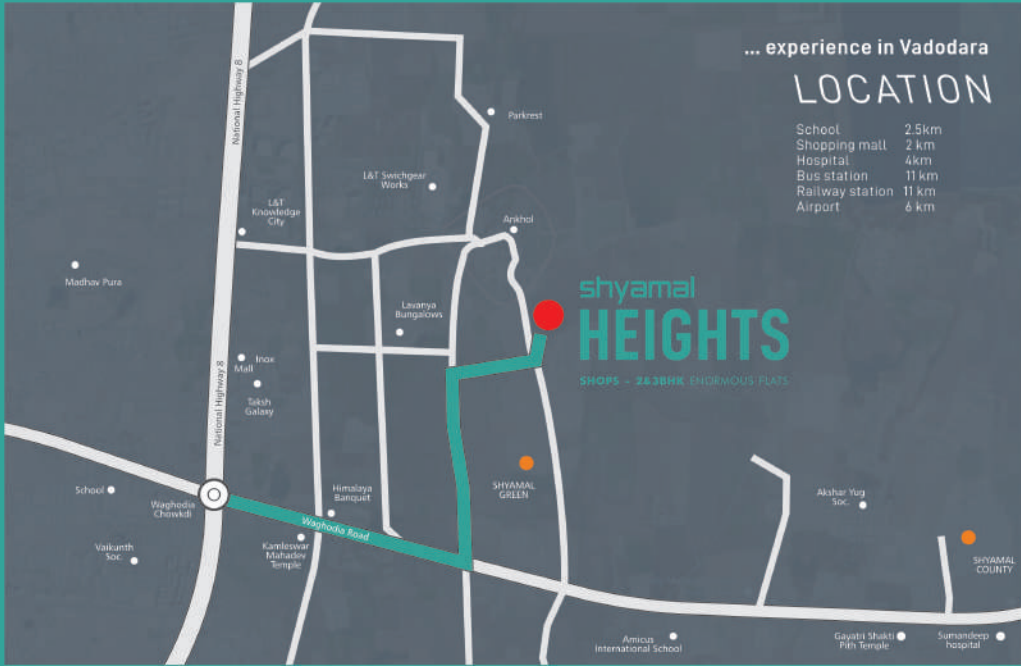 ... experience in Vadodara
LOCATION
School 2.5km
Shopping mall 2 km
Hospital 4km
Bus station 11 km
Railway station 11 km
Airport 6 km
National Highway 8
Parkrest
L&T Swichgear
Works
L&T
Knowledge
City
Ankhol
Madhav Pura
Lavanya
Bungalows
shyamal
HEIGHTS
SHOPS - 2&3BHK ENORMOUS FLATS
Inox
Mall
Taksh
Galaxy
National Highway 8
School
Waghodia
Chowkdi
Himalaya
Banquet
SHYAMAL
GREEN
Akshar Yug
Soc.
Waghodia Road
Vaikunth
Soc.
Kamleswar
Mahadev
Temple
SHYAMAL
COUNTY
Amicus
International School
Gayatri Shakti
Pith Temple
Sumandeep
hospital